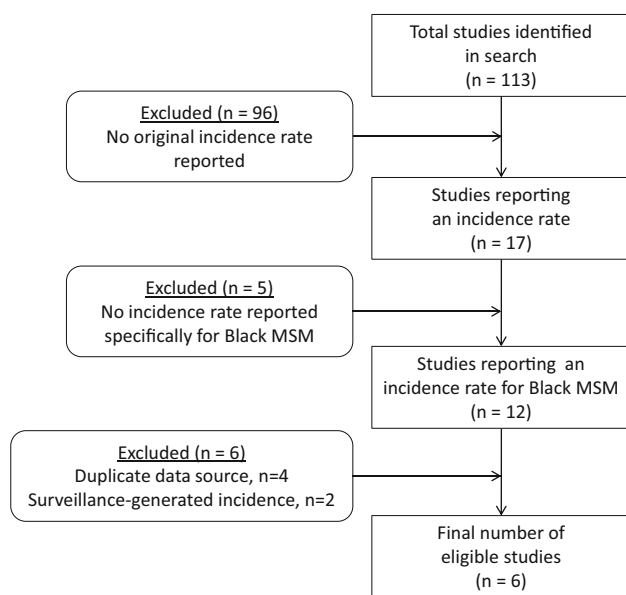 Total studies identified
in search
(n = 113)
Excluded (n = 96)
No original incidence rate
reported
Studies reporting
an incidence rate
(n = 17)
Excluded (n = 5)
No incidence rate reported
specifically for Black MSM
Studies reporting an
incidence rate for Black MSM
(n = 12)
Excluded (n = 6)
Duplicate data source, n=4
Surveillance-generated incidence, n=2
Final number of
eligible studies
(n = 6)